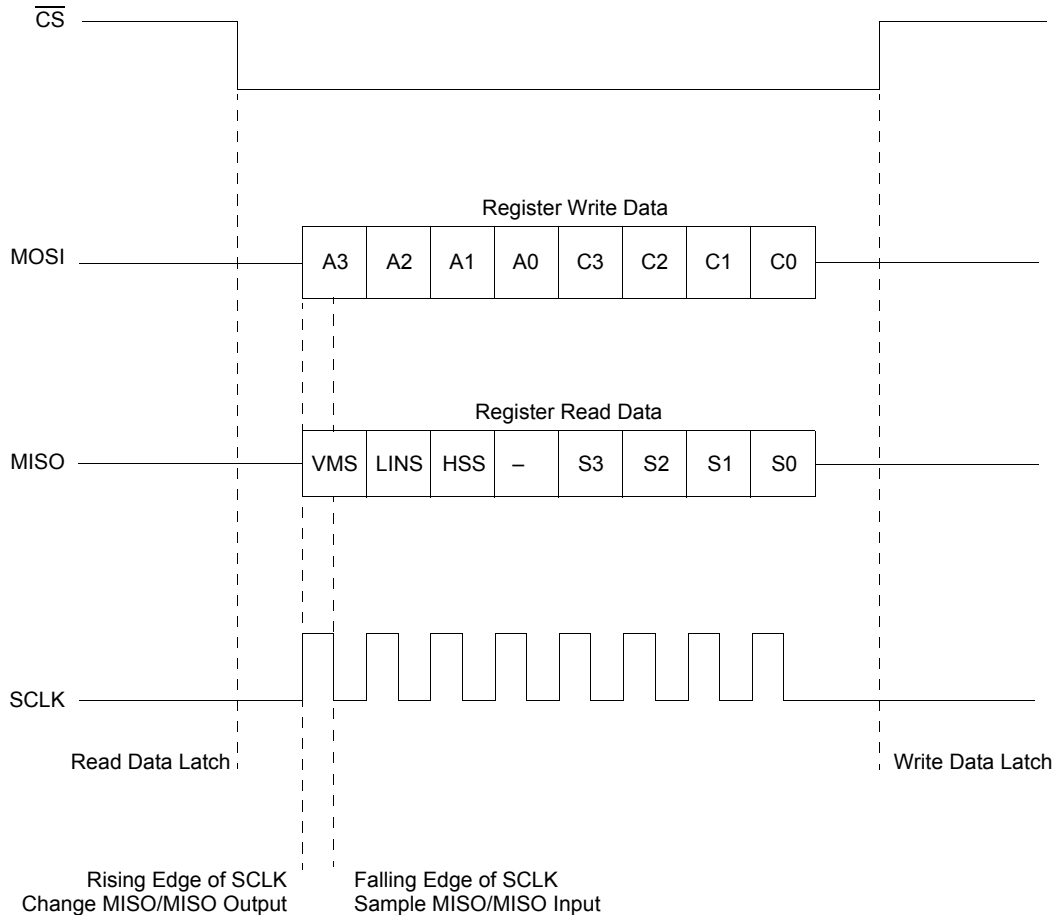 CS
Register Write Data
MOSI
A3 A2 A1 A0 C3 C2 C1 C0
Register Read Data
MISO
VMS LINS HSS – S3 S2 S1 S0
SCLK
Read Data Latch
Write Data Latch
Rising Edge of SCLK
Change MISO/MISO Output
Falling Edge of SCLK
Sample MISO/MISO Input